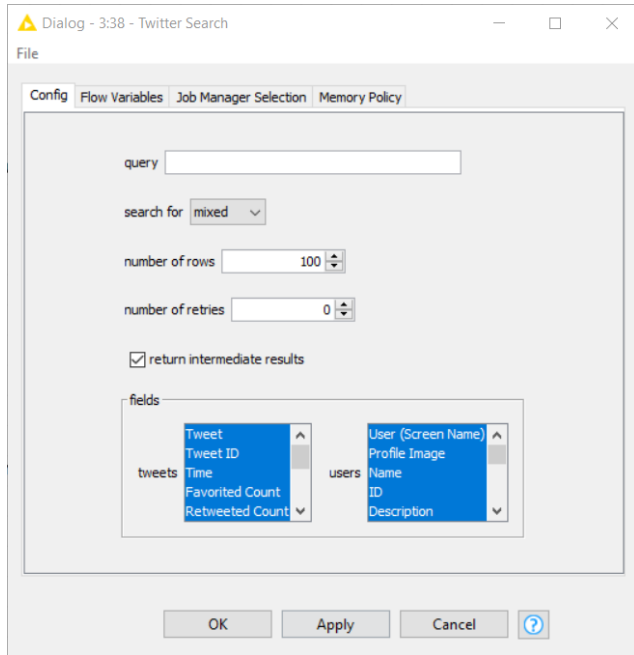 Dialog - 3:38 - Twitter Search
File
Config Flow Variables Job Manager Selection Memory Policy
query
search for mixed
number of rows 100
number of retries 0
return intermediate results
fields
tweets
Tweet
Tweet ID
Time
Favorited Count
Retweeted Count
users
User (Screen Name)
Profile Image
Name
ID
Description
OK Apply Cancel ?